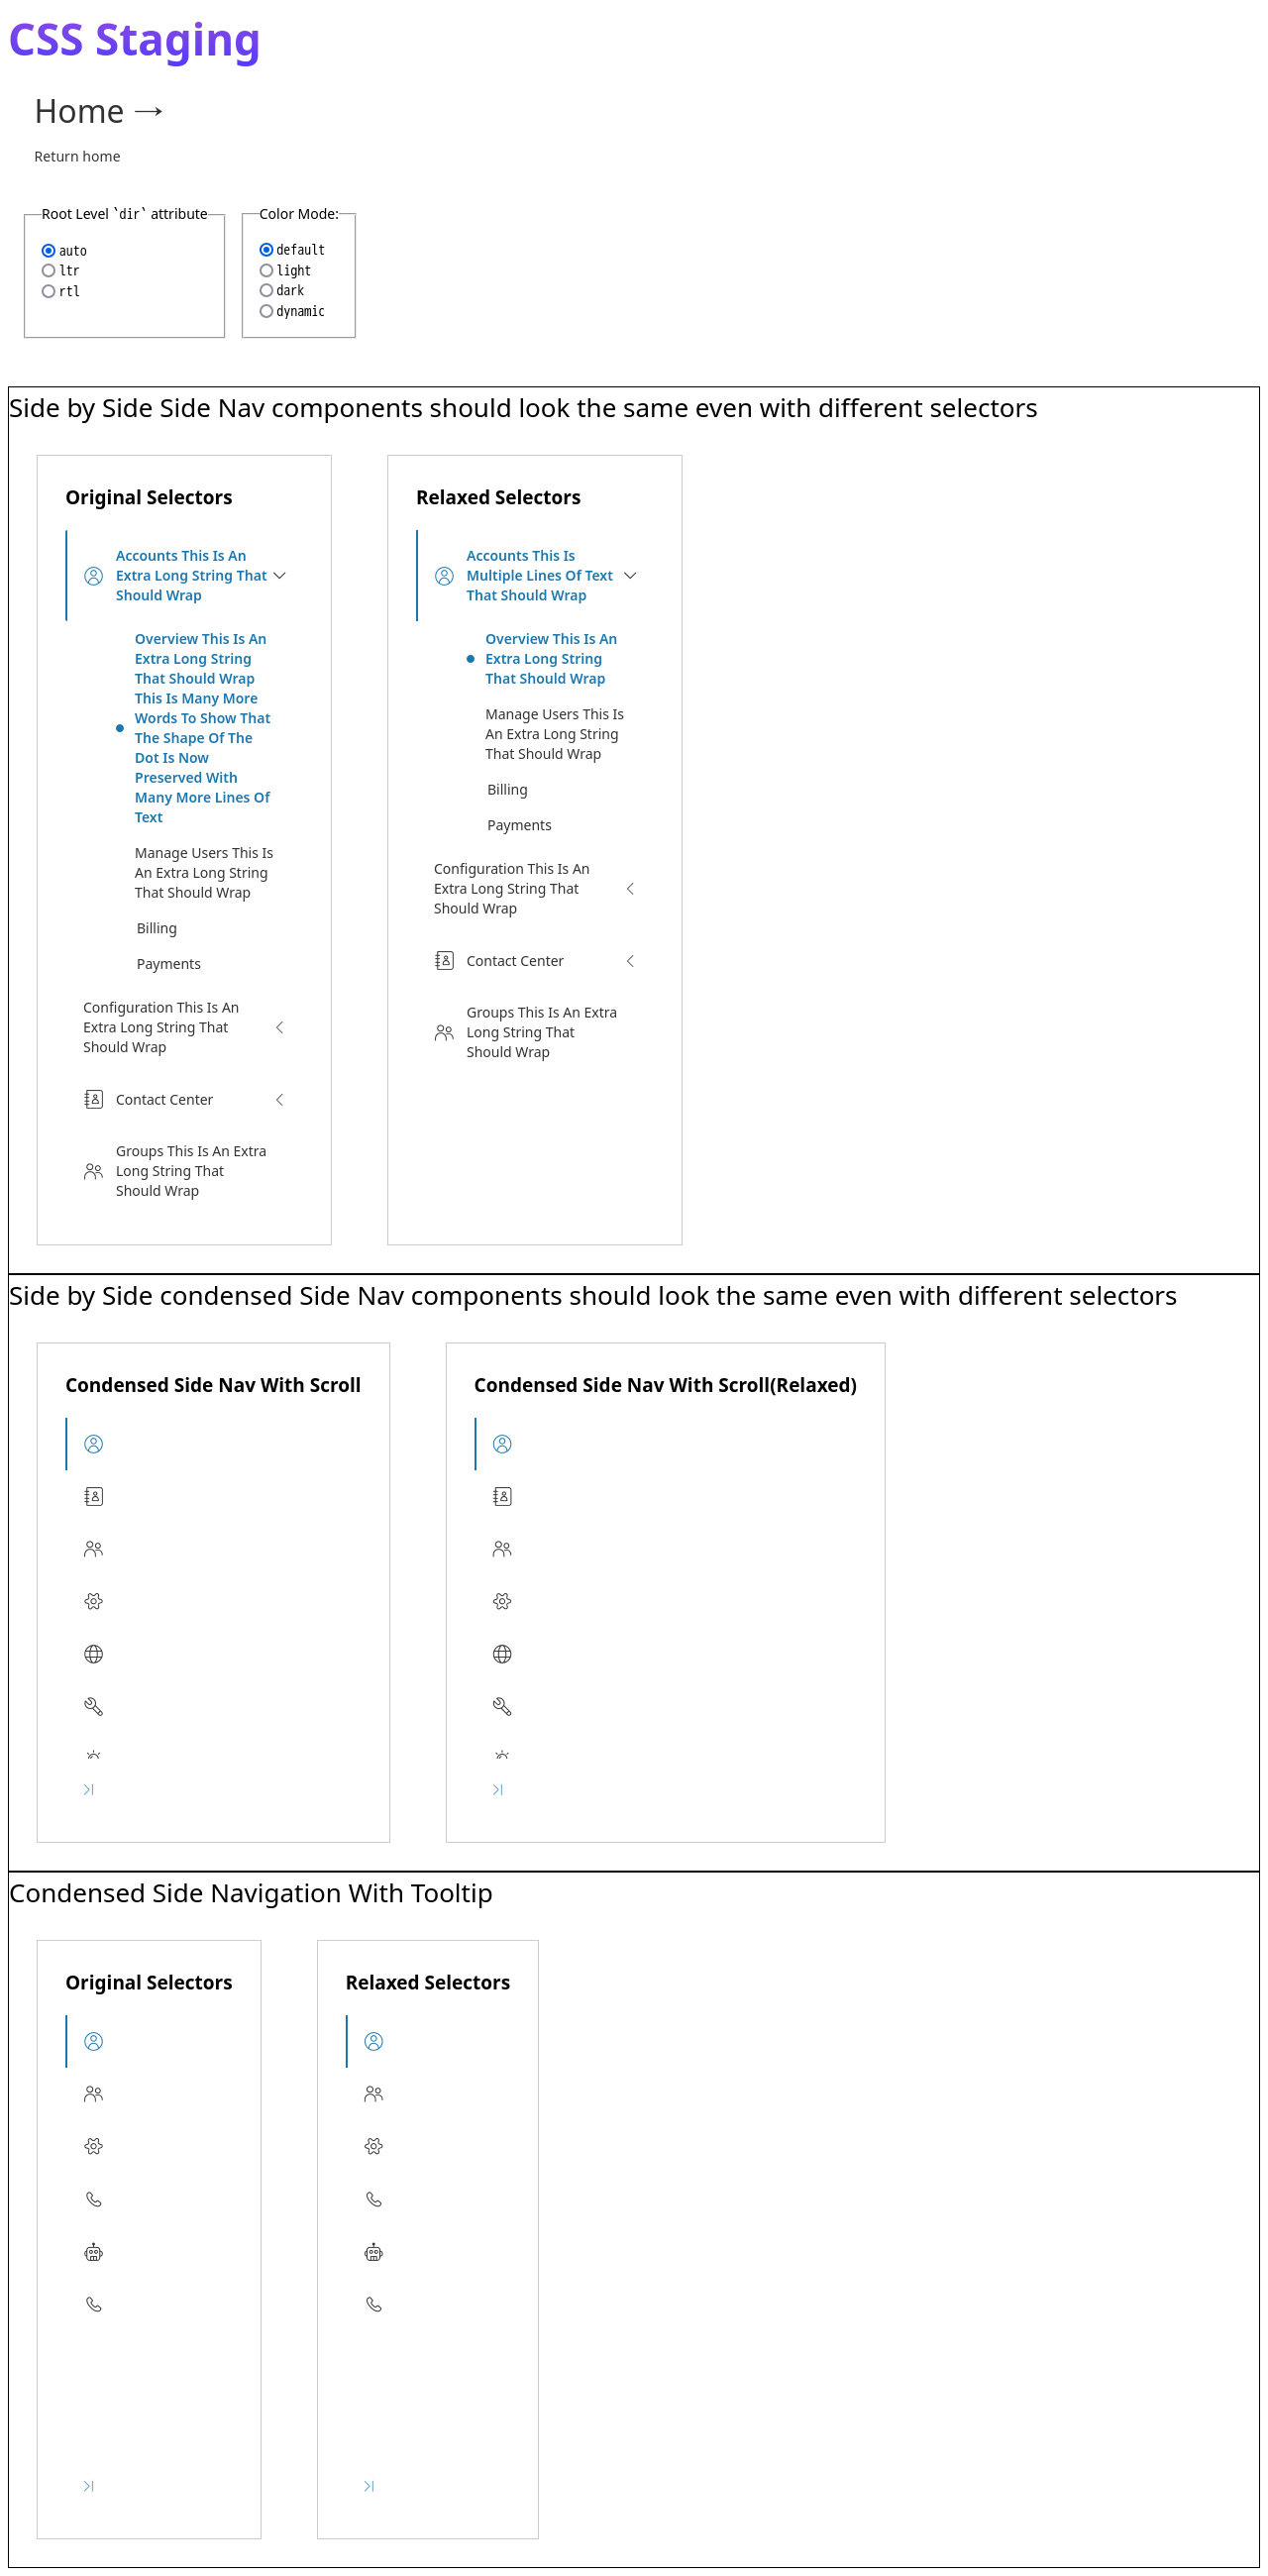 CSS Staging
Home →
Return home
Root Level `dir` attribute
auto
ltr
rtl
Color Mode:
default
light
dark
dynamic
Side by Side Side Nav components should look the same even with different selectors
Original Selectors
Accounts This Is An
Extra Long String That
Should Wrap
Overview This Is An
Extra Long String
That Should Wrap
This Is Many More
Words To Show That
The Shape Of The
Dot Is Now
Preserved With
Many More Lines Of
Text
Manage Users This Is
An Extra Long String
That Should Wrap
Billing
Payments
Configuration This Is An
Extra Long String That
Should Wrap
Contact Center
Groups This Is An Extra
Long String That
Should Wrap
Relaxed Selectors
Accounts This Is
Multiple Lines Of Text
That Should Wrap
Overview This Is An
Extra Long String
That Should Wrap
Manage Users This Is
An Extra Long String
That Should Wrap
Billing
Payments
Configuration This Is An
Extra Long String That
Should Wrap
Contact Center
Groups This Is An Extra
Long String That
Should Wrap
Side by Side condensed Side Nav components should look the same even with different selectors
Condensed Side Nav With Scroll
Condensed Side Nav With Scroll(Relaxed)
Condensed Side Navigation With Tooltip
Original Selectors
Relaxed Selectors